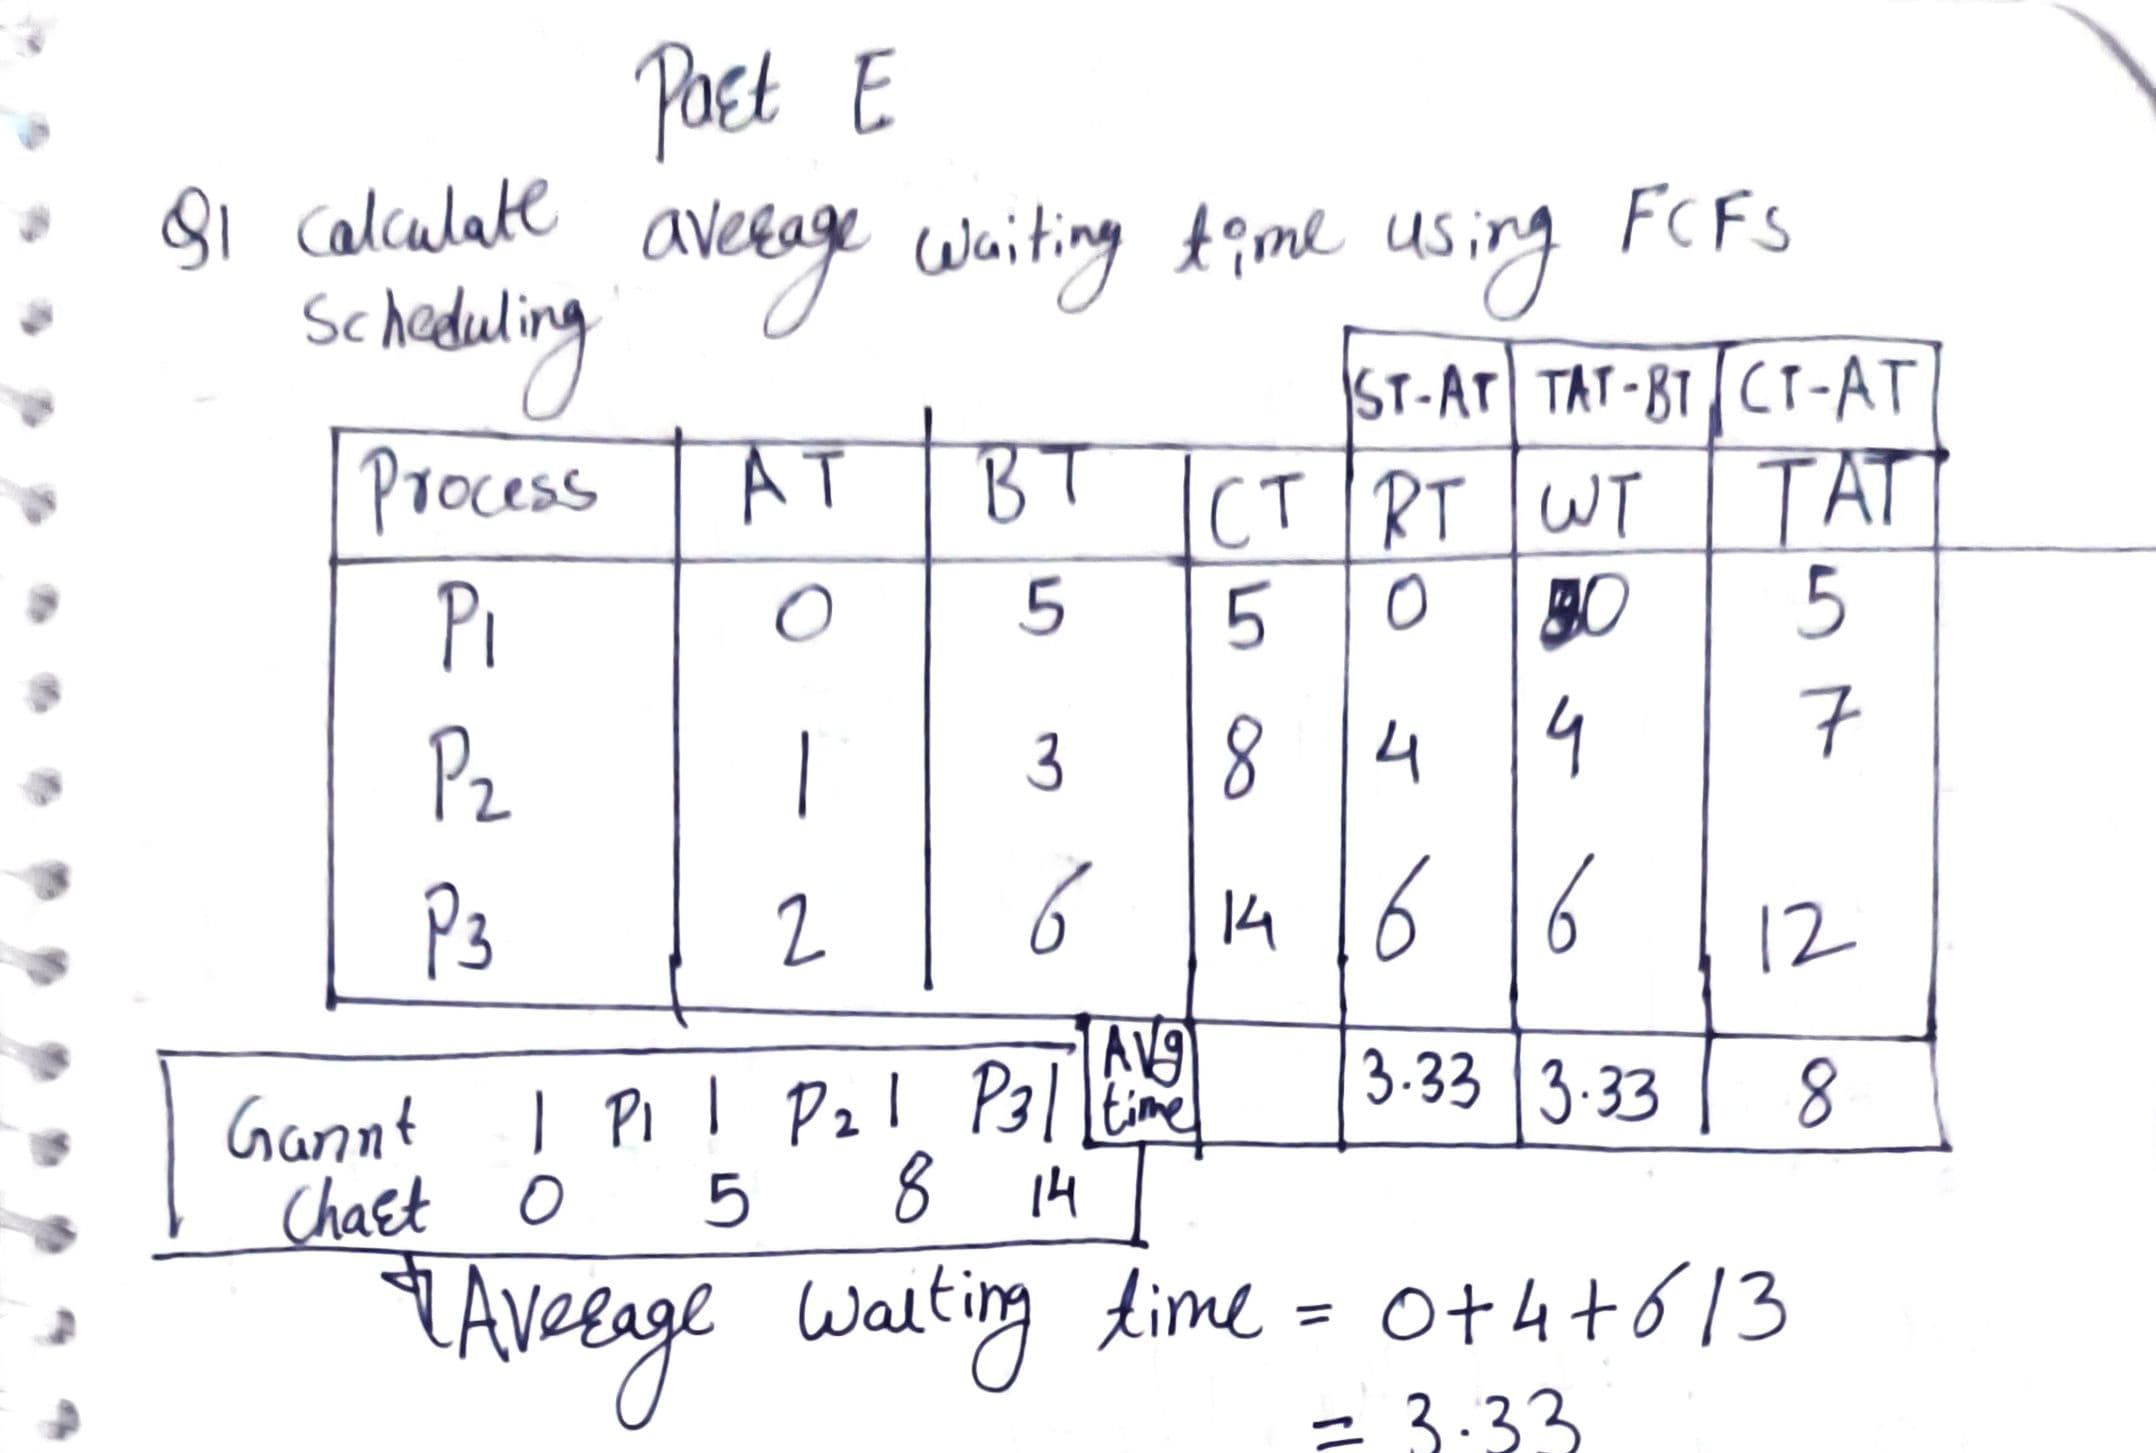 Part E
Q1 Calculate average waiting time using FCFS
Scheduling
ST-AT TAT-BT CT-AT
Process AT BT CT RT WT TAT
P1 0 5 5 0 0 5
P2 1 3 8 4 4 7
P3 2 6 14 6 6 12
Avg time 3.33 3.33 8
Gannt | P1 | P2 | P3 |
Chart 0 5 8 14
Average Waiting time = 0+4+6/3
= 3.33